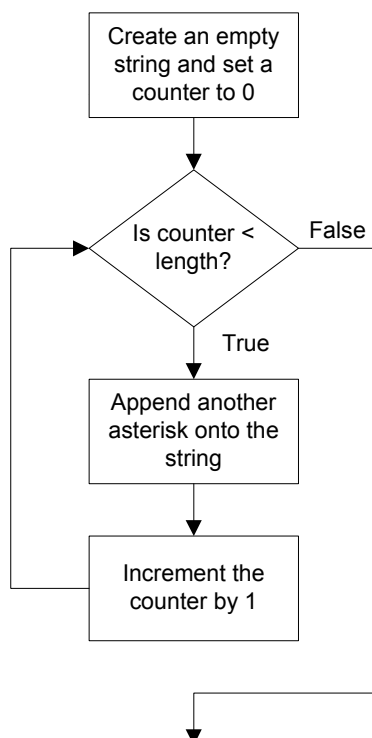 Create an empty
string and set a
counter to 0
Is counter <
length?
False
True
Append another
asterisk onto the
string
Increment the
counter by 1